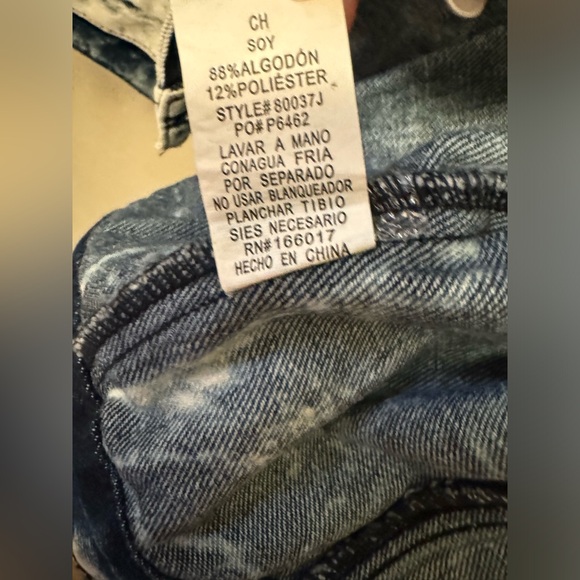 CH
SOY
88%ALGODÓN
12%POLIÉSTER
STYLE#80037J
PO#P6462
LAVAR A MANO
CONAGUA FRIA
POR SEPARADO
NO USAR BLANQUEADOR
PLANCHAR TIBIO
SIES NECESARIO
RN#166017
HECHO EN CHINA